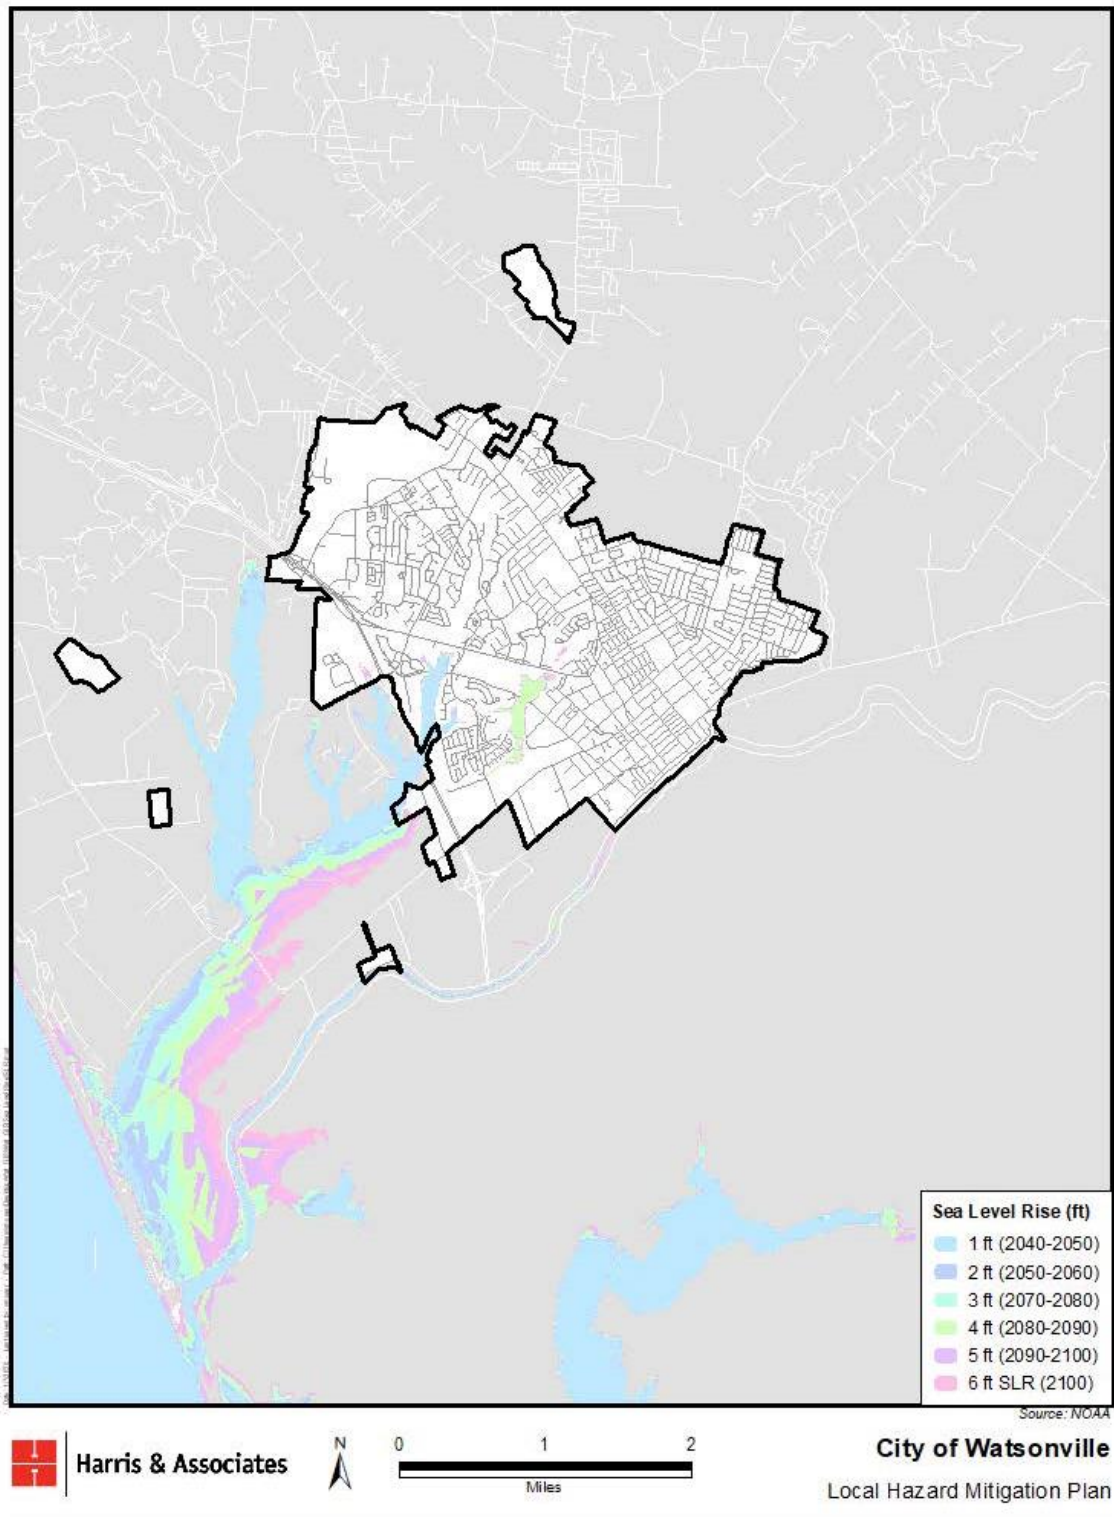 Sea Level Rise (ft)
1 ft (2040-2050)
2 ft (2050-2060)
3 ft (2070-2080)
4 ft (2080-2090)
5 ft (2090-2100)
6 ft SLR (2100)
Source: NOAA
Harris & Associates
N
0 1 2
Miles
City of Watsonville
Local Hazard Mitigation Plan